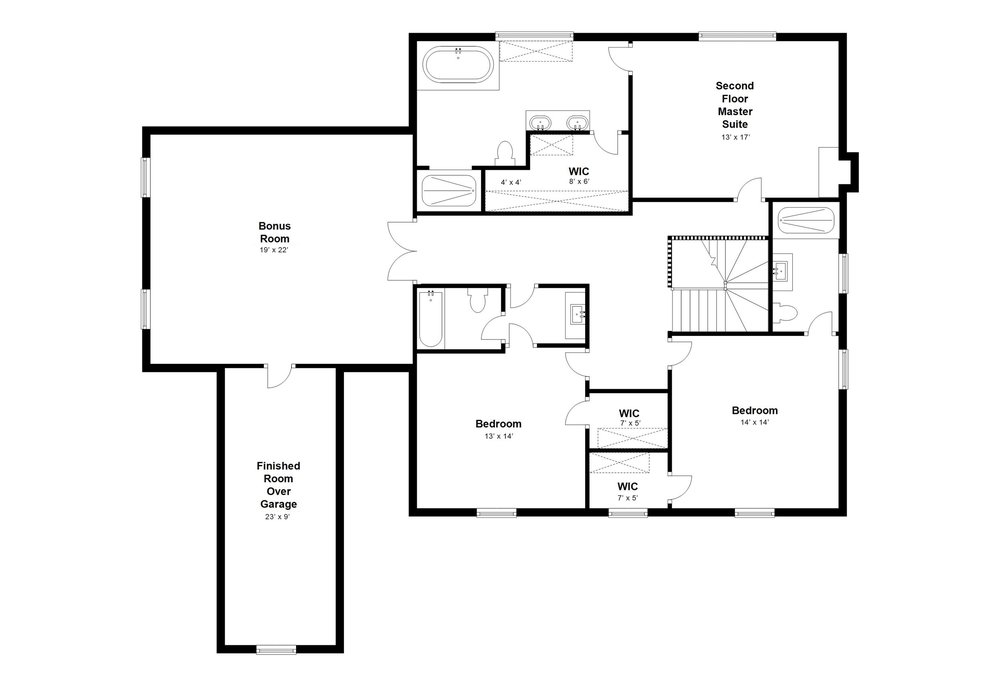 Second
Floor
Master
Suite
13' x 17'
WIC
8' x 6'
4' x 4'
Bonus
Room
19' x 22'
Bedroom
13' x 14'
WIC
7' x 5'
Bedroom
14' x 14'
WIC
7' x 5'
Finished
Room
Over
Garage
23' x 9'